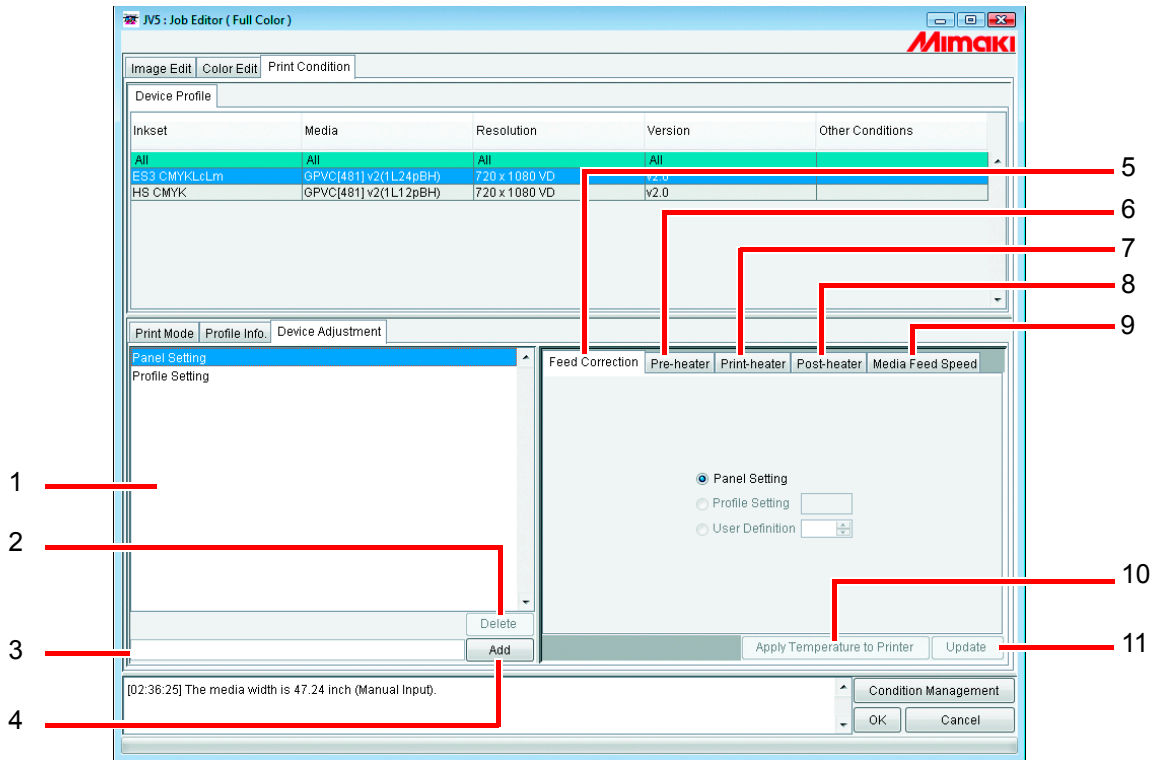 JV5 : Job Editor ( Full Color )
Mimaki
Image Edit Color Edit Print Condition
Device Profile
Inkset Media Resolution Version Other Conditions
All All All All
ES3 CMYKLcLm GPVC[481] v2(1L24pBH) 720 x 1080 VD v2.0
HS CMYK GPVC[481] v2(1L12pBH) 720 x 1080 VD v2.0
5
6
7
8
9
Print Mode Profile Info. Device Adjustment
Panel Setting
Profile Setting
Feed Correction Pre-heater Print-heater Post-heater Media Feed Speed
Panel Setting
Profile Setting
User Definition
1
2
3
4
10
11
Delete
Add
Apply Temperature to Printer Update
[02:36:25] The media width is 47.24 inch (Manual Input).
Condition Management
OK Cancel